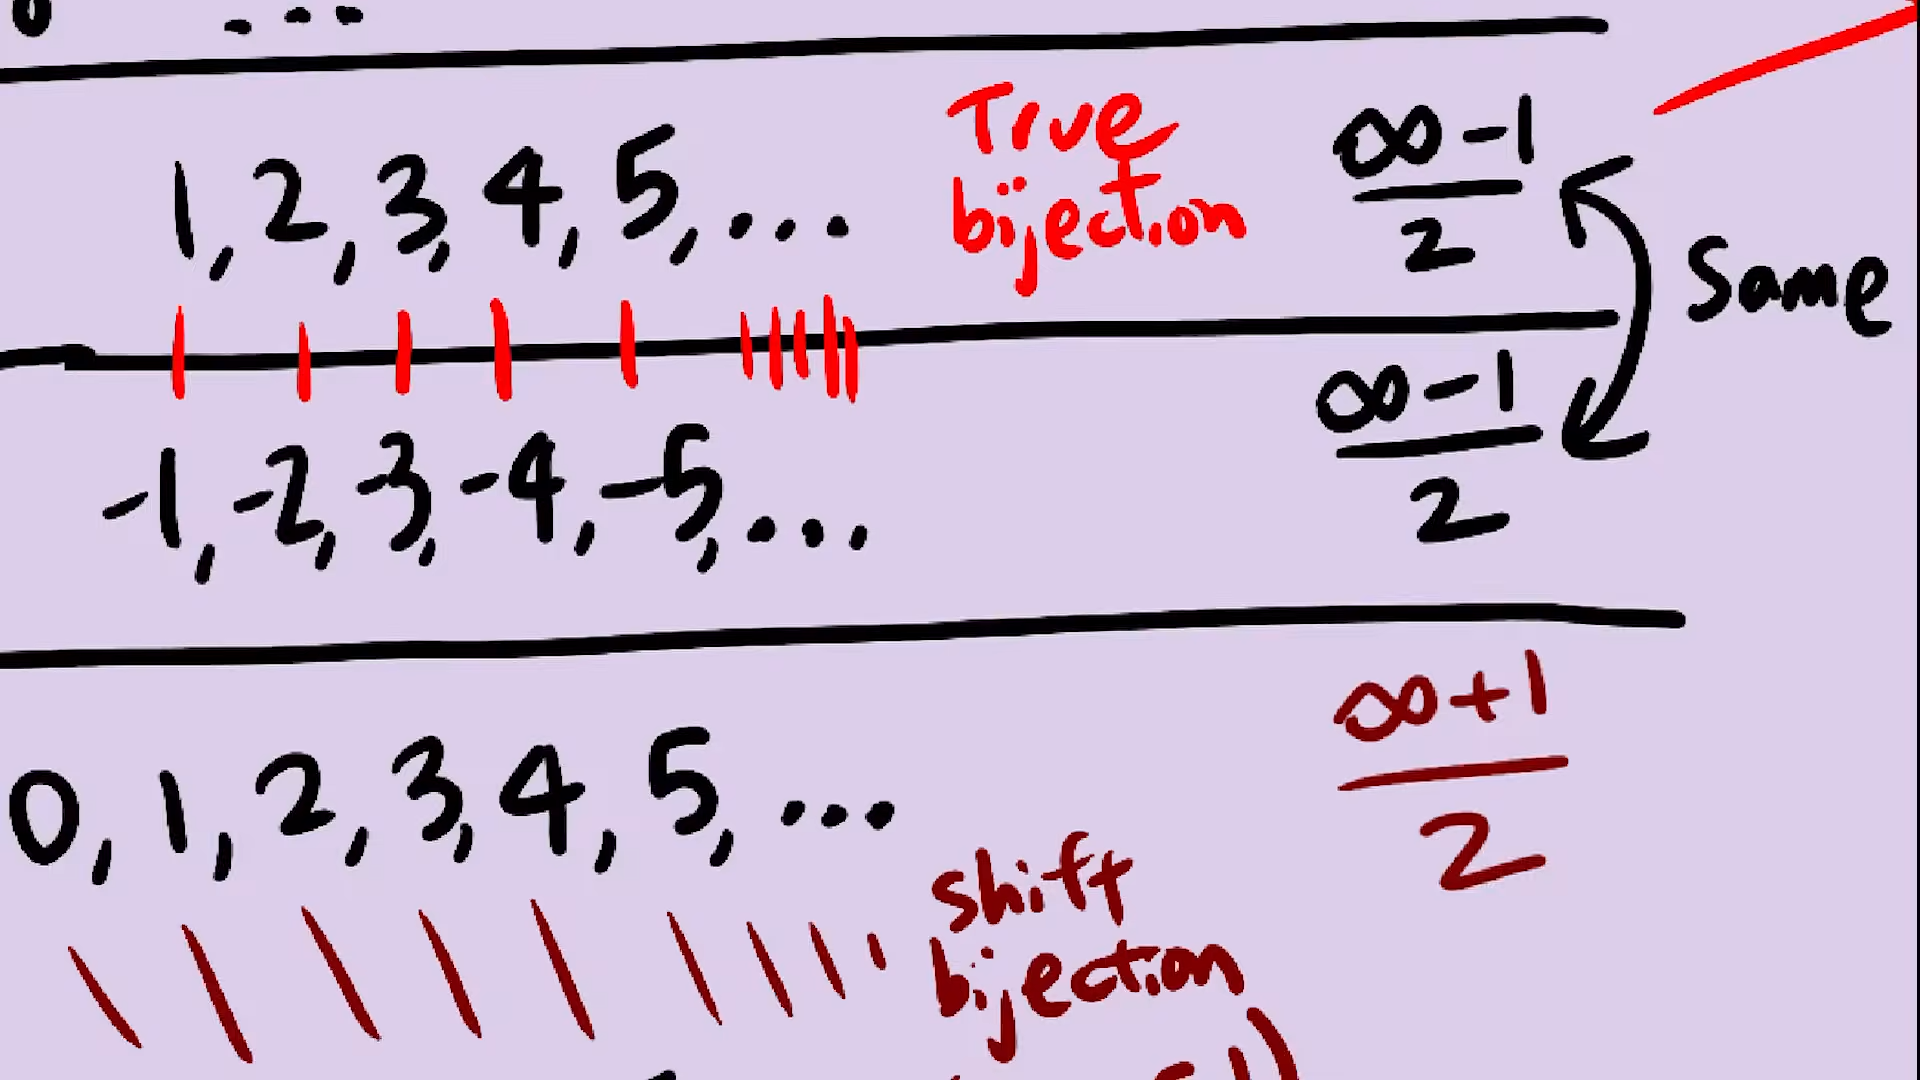 1, 2, 3, 4, 5, ...
True
bijection
∞-1
2
Same
-1, -2, -3, -4, -5, ...
∞-1
2
0, 1, 2, 3, 4, 5, ...
∞+1
2
shift
bijection